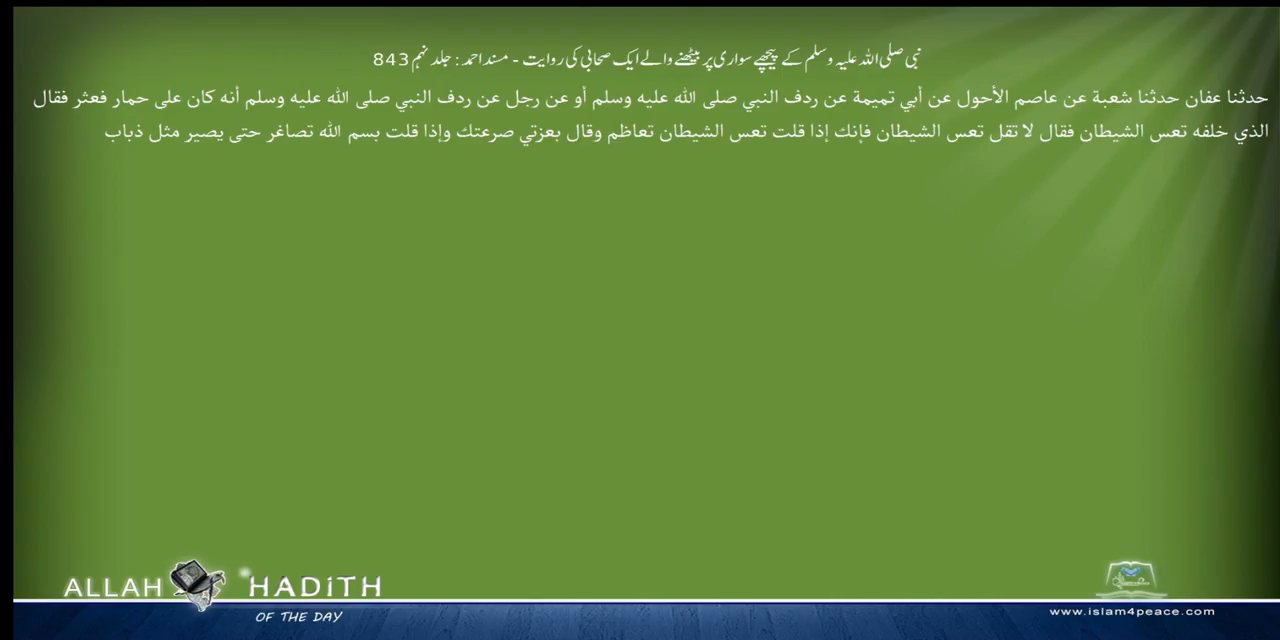 نبی صلی اللہ علیہ وسلم کے پیچھے سواری پر بیٹھنے والے ایک صحابی کی روایت - مسند احمد : جلد نہم 843
حدثنا عفان حدثنا شعبة عن عاصم الأحول عن أبي تميمة عن ردف النبي صلى الله عليه وسلم أو عن رجل عن ردف النبي صلى الله عليه وسلم أنه كان على حمار فعثر فقال
الذي خلفه تعس الشيطان فقال لا تقل تعس الشيطان فإنك إذا قلت تعس الشيطان تعاظم وقال بعزتي صرعتك وإذا قلت بسم الله تصاغر حتى يصير مثل ذباب
ALLAH HADITH
OF THE DAY
www.islam4peace.com